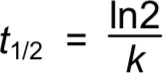 t1/2 = ln2/k